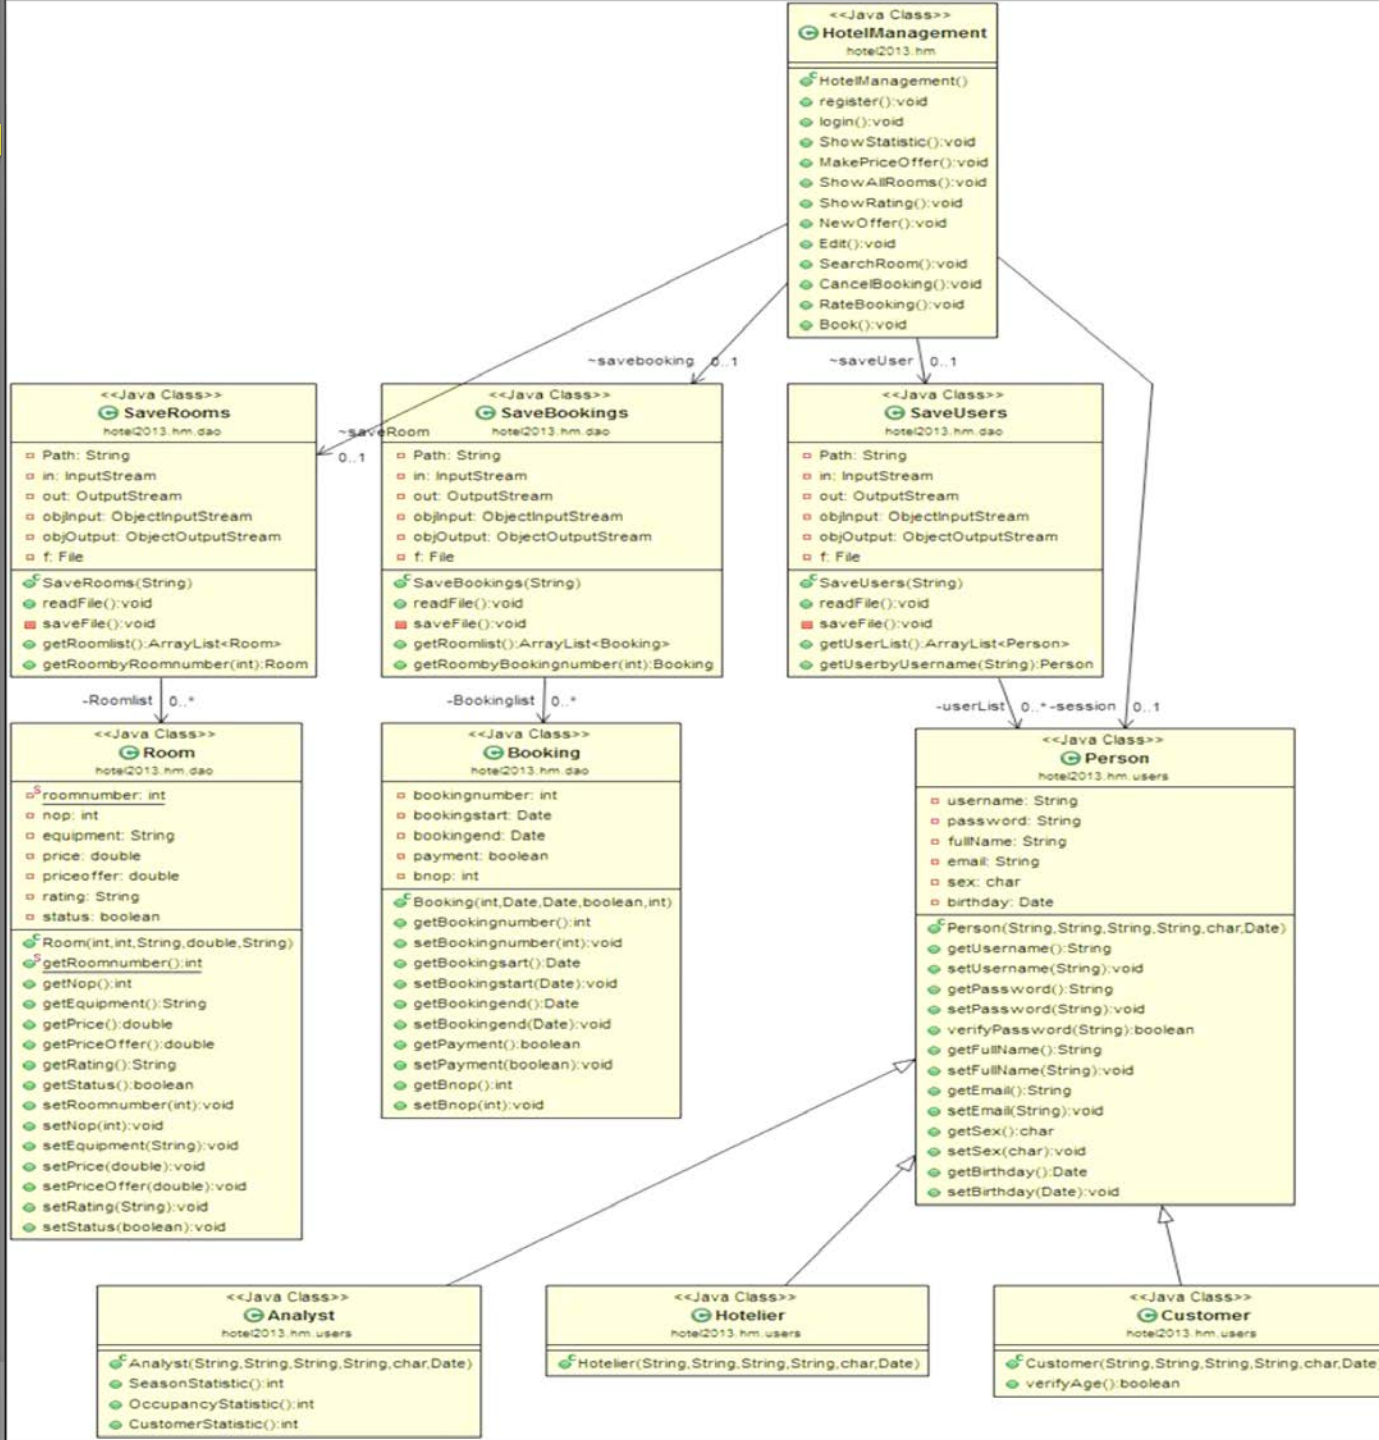 <<Java Class>>
HotelManagement
hotel2013.hm
HotelManagement()
register():void
login():void
ShowStatistic():void
MakePriceOffer():void
ShowAllRooms():void
ShowRating():void
NewOffer():void
Edit():void
SearchRoom():void
CancelBooking():void
RateBooking():void
Book():void
~savebooking 0..1
~saveUser 0..1
~saveRoom
0..1
<<Java Class>>
SaveRooms
hotel2013.hm.dao
Path: String
in: InputStream
out: OutputStream
objInput: ObjectInputStream
objOutput: ObjectOutputStream
f: File
SaveRooms(String)
readFile():void
saveFile():void
getRoomlist():ArrayList<Room>
getRoombyRoomnumber(int):Room
<<Java Class>>
SaveBookings
hotel2013.hm.dao
Path: String
in: InputStream
out: OutputStream
objInput: ObjectInputStream
objOutput: ObjectOutputStream
f: File
SaveBookings(String)
readFile():void
saveFile():void
getRoomlist():ArrayList<Booking>
getRoombyBookingnumber(int):Booking
<<Java Class>>
SaveUsers
hotel2013.hm.dao
Path: String
in: InputStream
out: OutputStream
objInput: ObjectInputStream
objOutput: ObjectOutputStream
f: File
SaveUsers(String)
readFile():void
saveFile():void
getUserList():ArrayList<Person>
getUserbyUsername(String):Person
-Roomlist 0..*
-Bookinglist 0..*
-userList 0..*
-session 0..1
<<Java Class>>
Room
hotel2013.hm.dao
roomnumber: int
nop: int
equipment: String
price: double
priceoffer: double
rating: String
status: boolean
Room(int,int,String,double,String)
getRoomnumber():int
getNop():int
getEquipment():String
getPrice():double
getPriceOffer():double
getRating():String
getStatus():boolean
setRoomnumber(int):void
setNop(int):void
setEquipment(String):void
setPrice(double):void
setPriceOffer(double):void
setRating(String):void
setStatus(boolean):void
<<Java Class>>
Booking
hotel2013.hm.dao
bookingnumber: int
bookingstart: Date
bookingend: Date
payment: boolean
bnop: int
Booking(int,Date,Date,boolean,int)
getBookingnumber():int
setBookingnumber(int):void
getBookingsart():Date
setBookingstart(Date):void
getBookingend():Date
setBookingend(Date):void
getPayment():boolean
setPayment(boolean):void
getBnop():int
setBnop(int):void
<<Java Class>>
Person
hotel2013.hm.users
username: String
password: String
fullName: String
email: String
sex: char
birthday: Date
Person(String,String,String,String,char,Date)
getUsername():String
setUsername(String):void
getPassword():String
setPassword(String):void
verifyPassword(String):boolean
getFullName():String
setFullName(String):void
getEmail():String
setEmail(String):void
getSex():char
setSex(char):void
getBirthday():Date
setBirthday(Date):void
<<Java Class>>
Analyst
hotel2013.hm.users
Analyst(String,String,String,String,char,Date)
SeasonStatistic():int
OccupancyStatistic():int
CustomerStatistic():int
<<Java Class>>
Hotelier
hotel2013.hm.users
Hotelier(String,String,String,String,char,Date)
<<Java Class>>
Customer
hotel2013.hm.users
Customer(String,String,String,String,char,Date
verifyAge():boolean